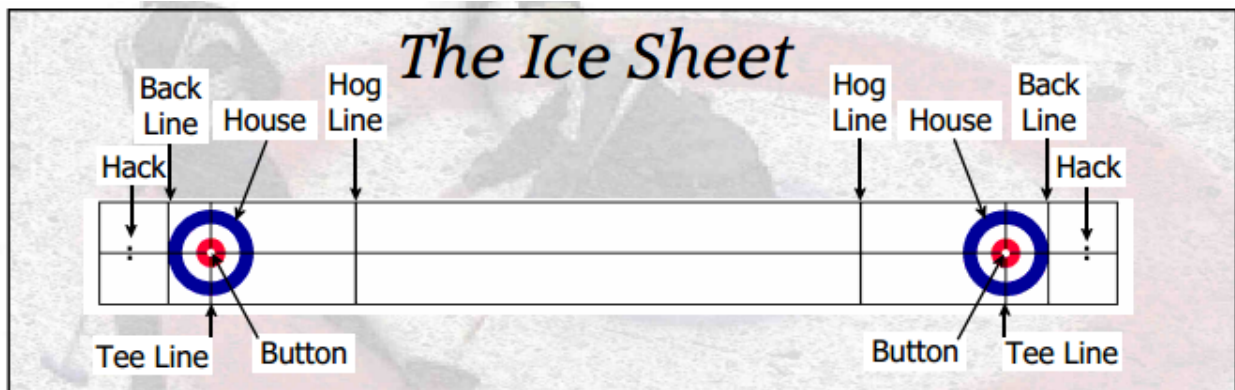 The Ice Sheet
Back
Line
House
Hog
Line
Hack
Hog
Line
House
Back
Line
Hack
Tee Line
Button
Button
Tee Line